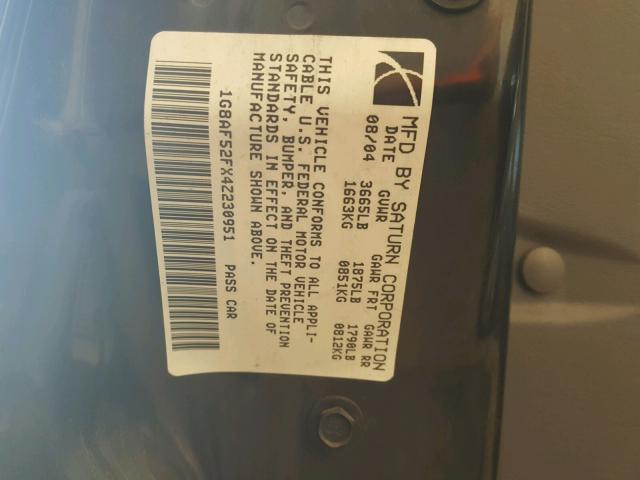 MFD BY SATURN CORPORATION
DATE GVWR GAWR FRT GAWR RR
08/04 3665LB 1875LB 1790LB
1663KG 0851KG 0812KG
THIS VEHICLE CONFORMS TO ALL APPLI-
CABLE U.S. FEDERAL MOTOR VEHICLE
SAFETY, BUMPER, AND THEFT PREVENTION
STANDARDS IN EFFECT ON THE DATE OF
MANUFACTURE SHOWN ABOVE.
1G8AF52FX4Z230951 PASS CAR